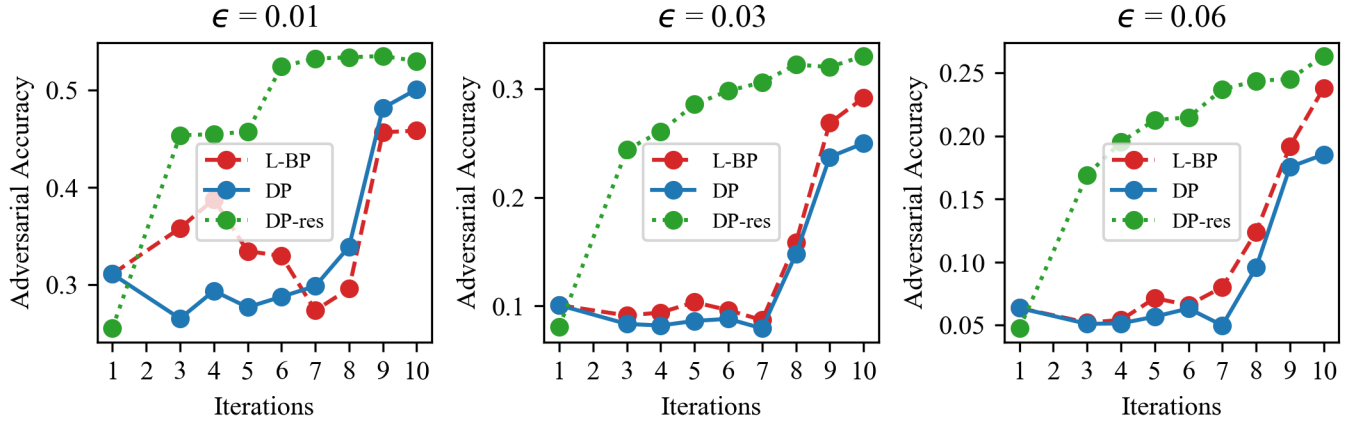 ϵ = 0.01
Adversarial Accuracy
0.5
0.4
0.3
L-BP
DP
DP-res
1 2 3 4 5 6 7 8 9 10
Iterations
ϵ = 0.03
Adversarial Accuracy
0.3
0.2
0.1
L-BP
DP
DP-res
1 2 3 4 5 6 7 8 9 10
Iterations
ϵ = 0.06
Adversarial Accuracy
0.25
0.20
0.15
0.10
0.05
L-BP
DP
DP-res
1 2 3 4 5 6 7 8 9 10
Iterations